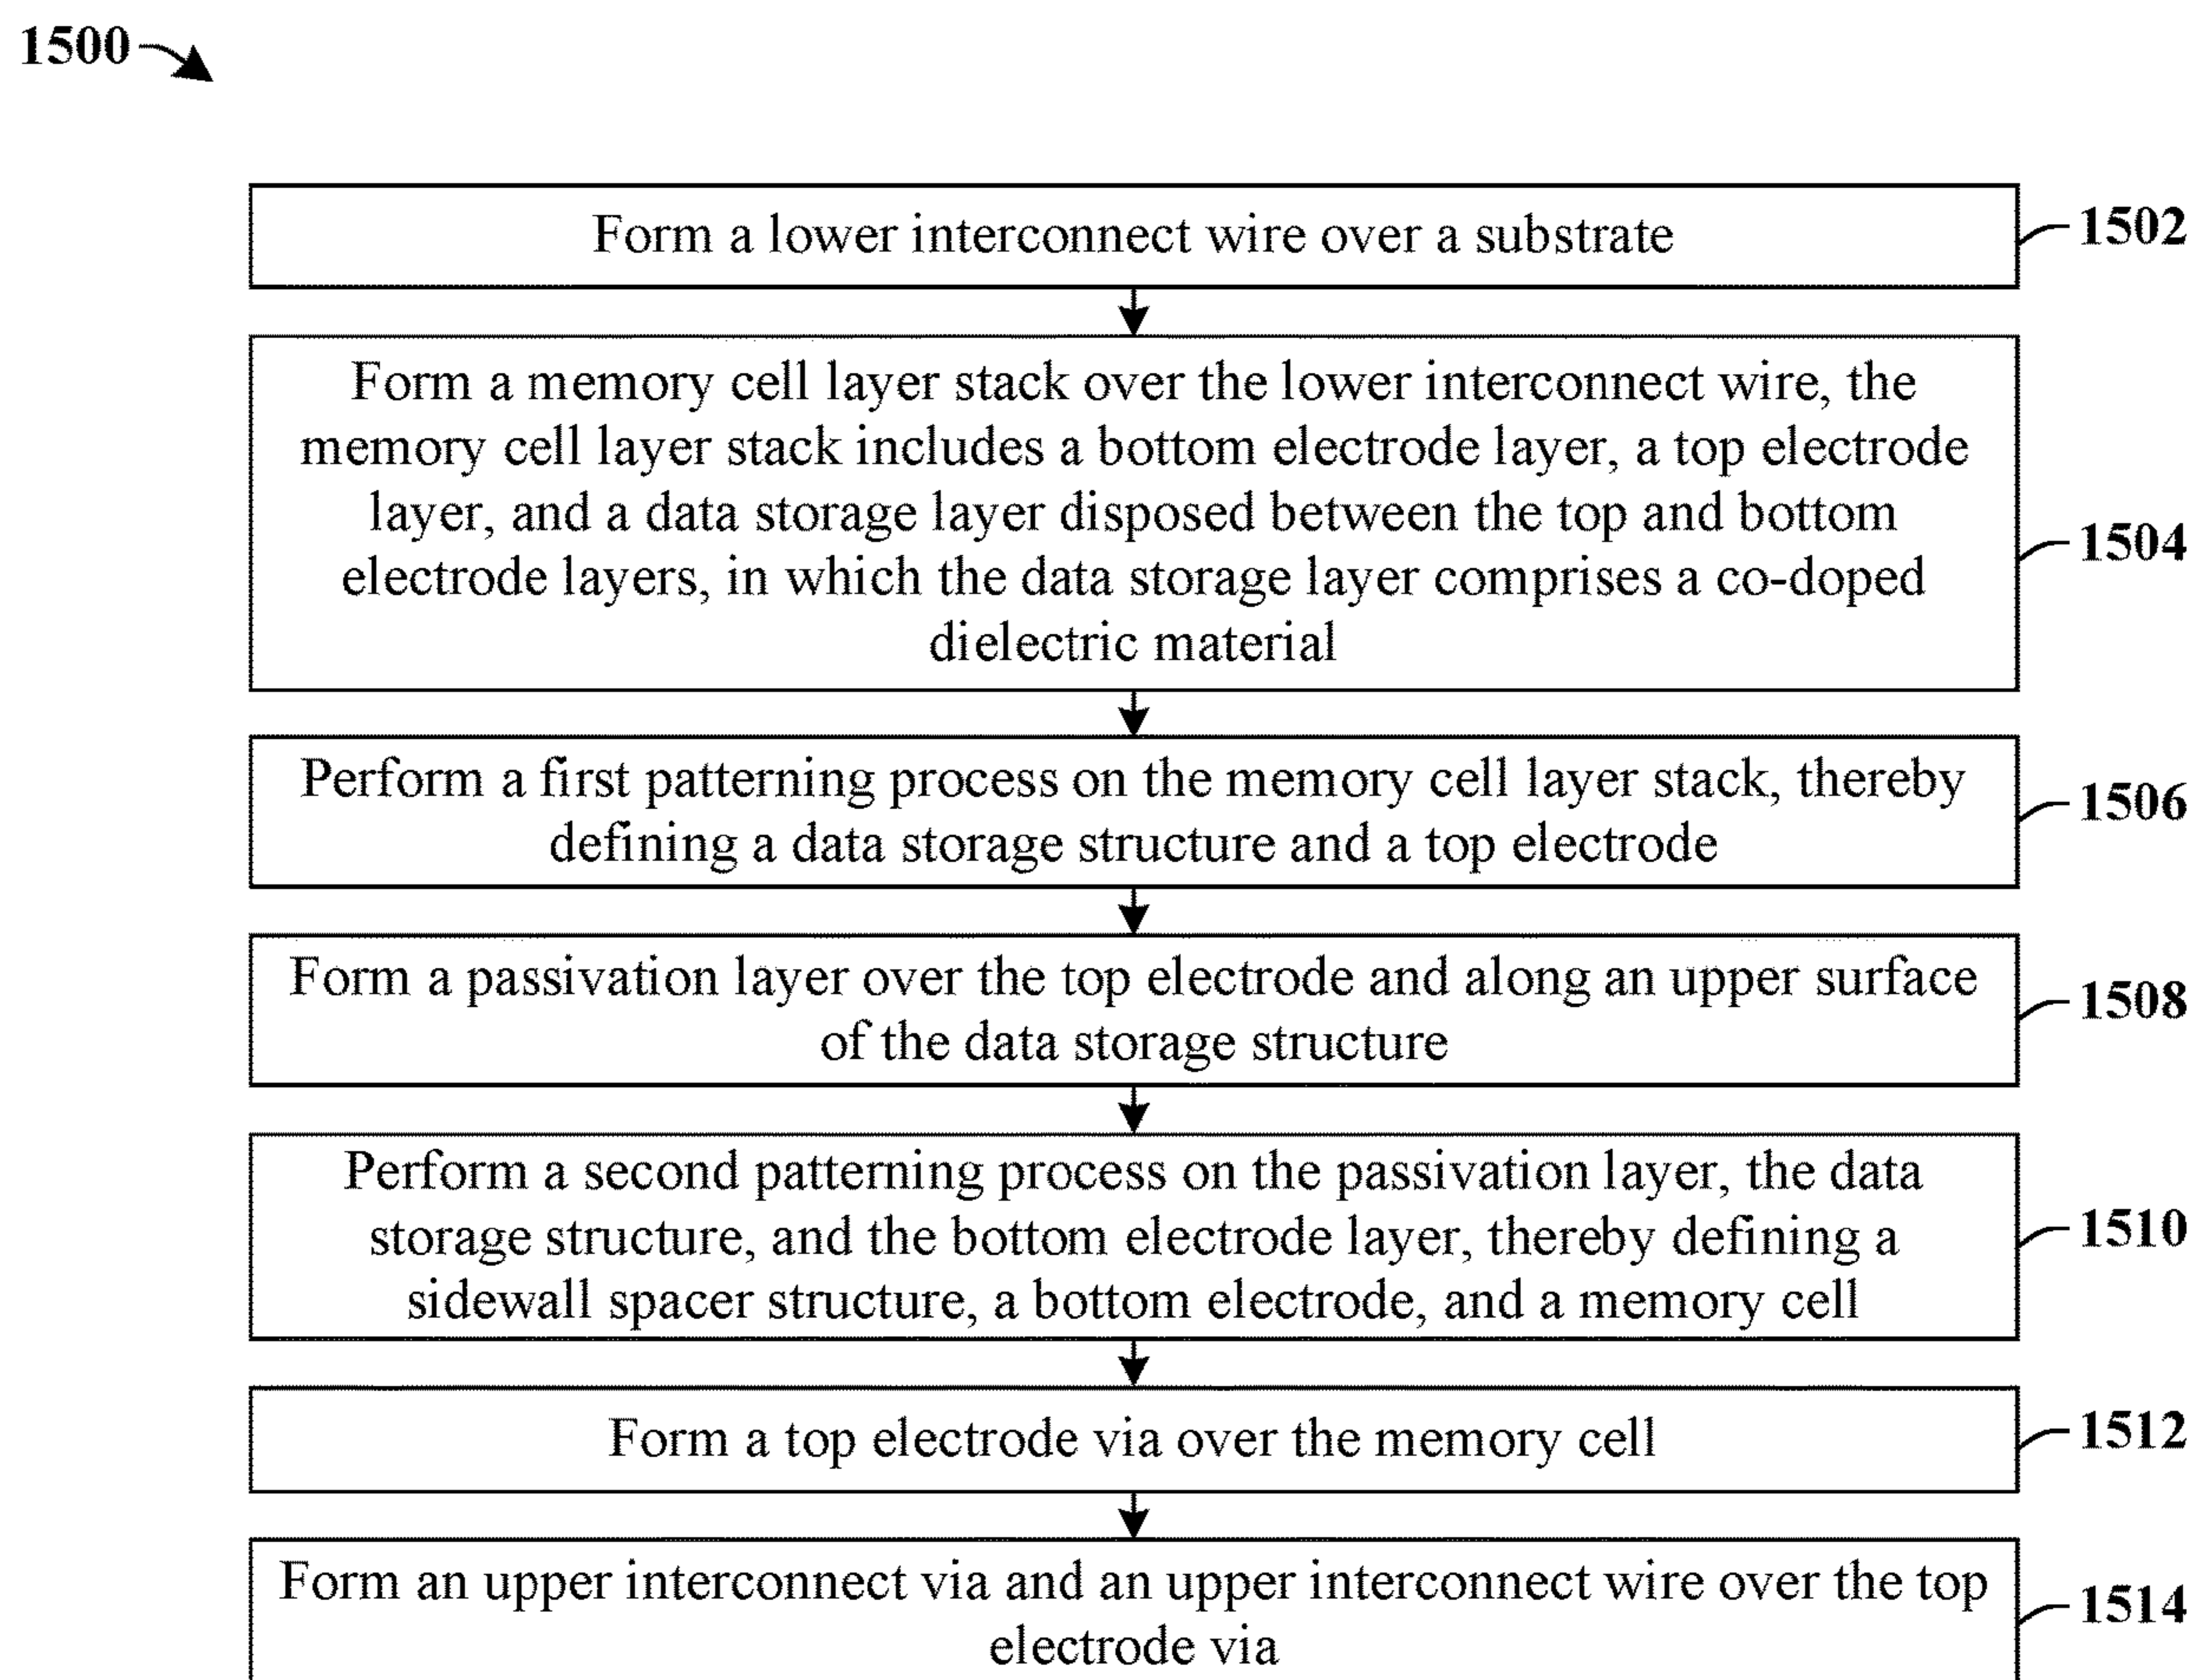 1500
Form a lower interconnect wire over a substrate
1502
Form a memory cell layer stack over the lower interconnect wire, the
memory cell layer stack includes a bottom electrode layer, a top electrode
layer, and a data storage layer disposed between the top and bottom
electrode layers, in which the data storage layer comprises a co-doped
dielectric material
1504
Perform a first patterning process on the memory cell layer stack, thereby
defining a data storage structure and a top electrode
1506
Form a passivation layer over the top electrode and along an upper surface
of the data storage structure
1508
Perform a second patterning process on the passivation layer, the data
storage structure, and the bottom electrode layer, thereby defining a
sidewall spacer structure, a bottom electrode, and a memory cell
1510
Form a top electrode via over the memory cell
1512
Form an upper interconnect via and an upper interconnect wire over the top
electrode via
1514